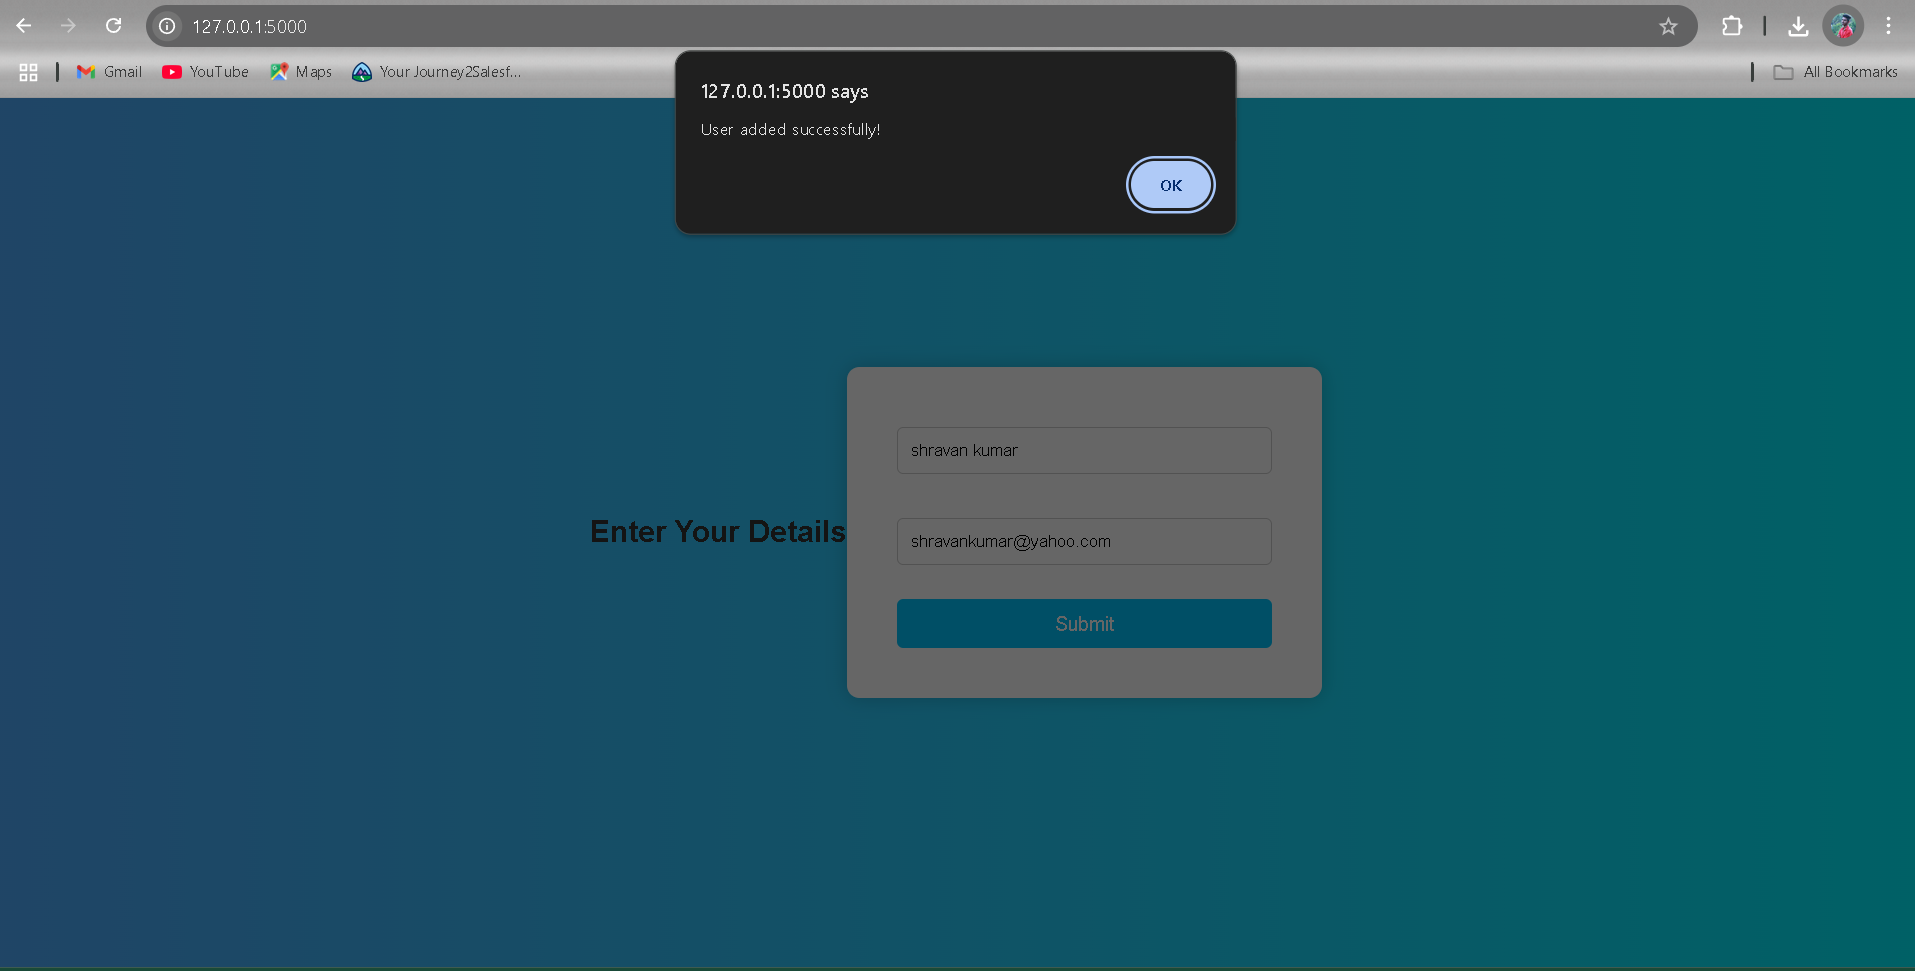 127.0.0.1:5000
Gmail YouTube Maps Your Journey2Salesf... All Bookmarks
127.0.0.1:5000 says
User added successfully!
OK
shravan kumar
Enter Your Details
shravankumar@yahoo.com
Submit